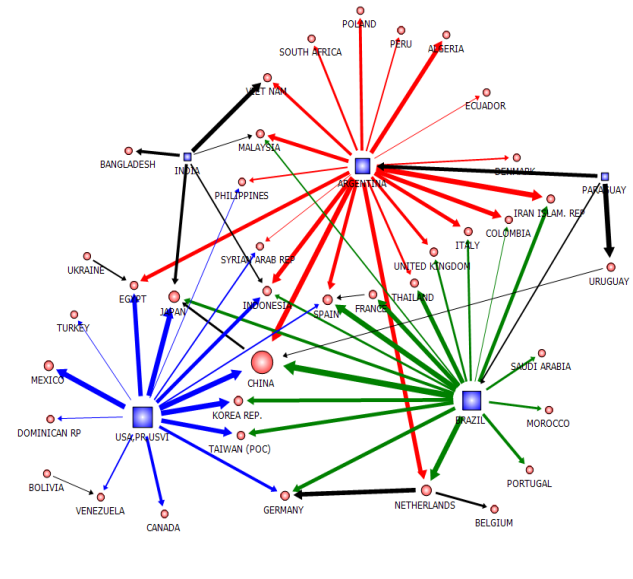 POLAND
PERU
ALGERIA
SOUTH AFRICA
VIET NAM
ECUADOR
MALAYSIA
BANGLADESH
INDIA
DENMARK
ARGENTINA
PARAGUAY
PHILIPPINES
IRAN ISLAM. REP
COLOMBIA
ITALY
SYRIAN ARAB REP
UNITED KINGDOM
UKRAINE
URUGUAY
EGYPT
JAPAN
INDONESIA
SPAIN
FRANCE
THAILAND
TURKEY
SAUDI ARABIA
MEXICO
CHINA
KOREA REP.
BRAZIL
MOROCCO
DOMINICAN RP
USA,PR,USVI
TAIWAN (POC)
PORTUGAL
BOLIVIA
VENEZUELA
CANADA
GERMANY
NETHERLANDS
BELGIUM